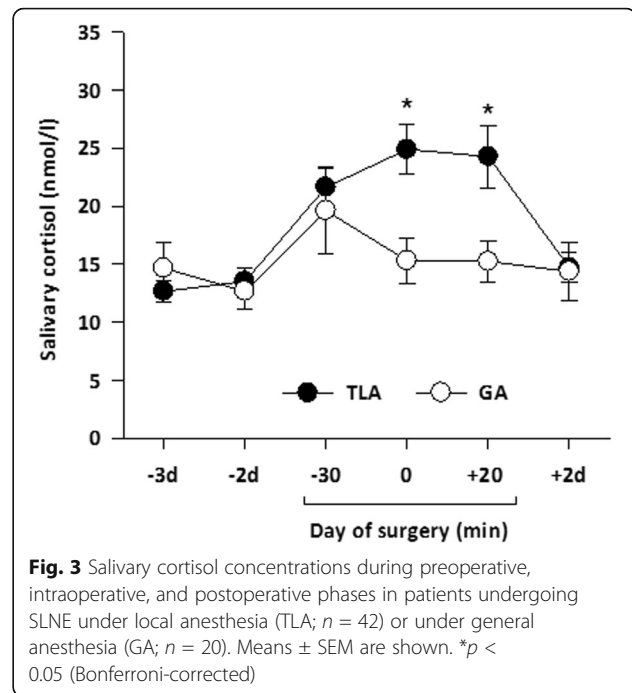 35
30
25
20
15
10
5
0
Salivary cortisol (nmol/l)
* *
TLA GA
-3d -2d -30 0 +20 +2d
Day of surgery (min)
Fig. 3 Salivary cortisol concentrations during preoperative,
intraoperative, and postoperative phases in patients undergoing
SLNE under local anesthesia (TLA; n = 42) or under general
anesthesia (GA; n = 20). Means ± SEM are shown. *p <
0.05 (Bonferroni-corrected)